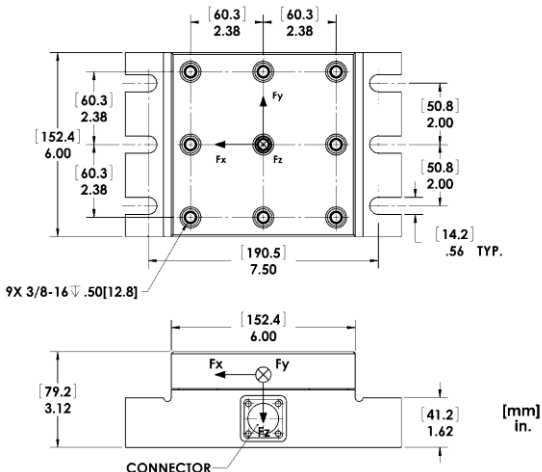 [60.3] [60.3]
2.38 2.38
Fy
[60.3]
2.38
[50.8]
2.00
[152.4]
6.00
Fx
Fz
[60.3]
2.38
[50.8]
2.00
[14.2]
.56 TYP.
[190.5]
7.50
9X 3/8-16 ↧ .50[12.8]
[152.4]
6.00
Fx Fy
[79.2]
3.12
Fz
[41.2]
1.62
[mm]
in.
CONNECTOR